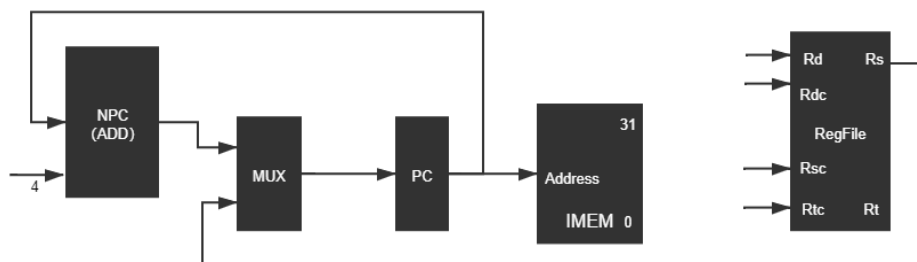 NPC
(ADD)
4
MUX
PC
31
Address
IMEM 0
Rd Rs
Rdc
RegFile
Rsc
Rtc Rt